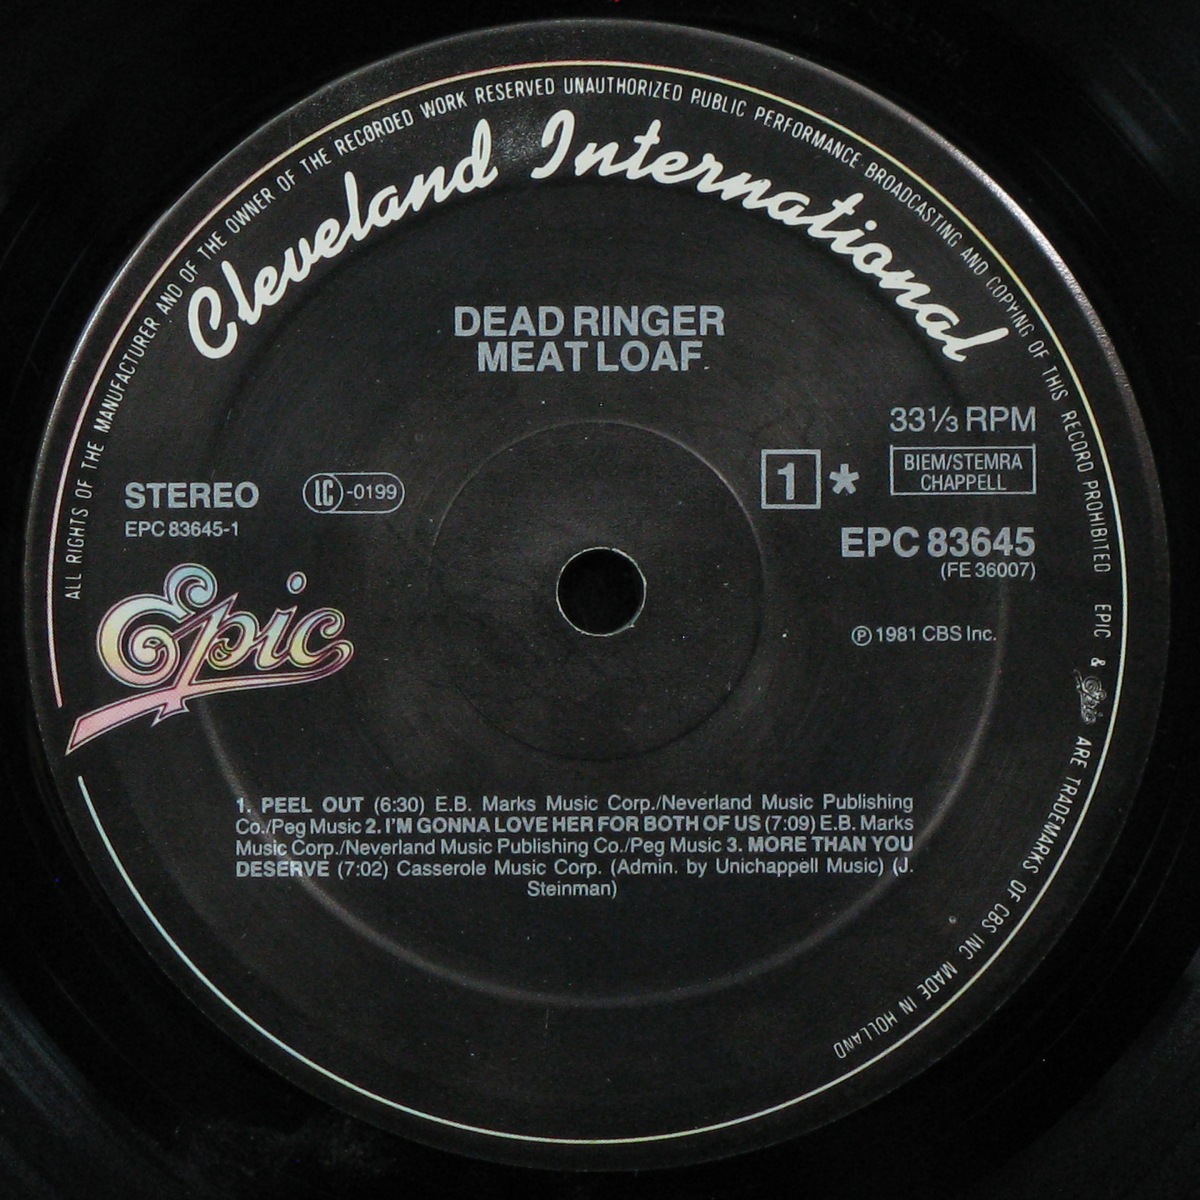 ALL RIGHTS OF THE MANUFACTURER AND OF THE OWNER OF THE RECORDED WORK RESERVED UNAUTHORIZED PUBLIC PERFORMANCE BROADCASTING AND COPYING OF THIS RECORD PROHIBITED EPIC & Epic ARE TRADEMARKS OF CBS INC MADE IN HOLLAND
Cleveland International
DEAD RINGER
MEAT LOAF
33 1/3 RPM
STEREO
LC-0199
1 *
BIEM/STEMRA
CHAPPELL
EPC 83645-1
EPC 83645
(FE 36007)
Epic
℗ 1981 CBS Inc.
1. PEEL OUT (6:30) E.B. Marks Music Corp./Neverland Music Publishing
Co./Peg Music 2. I'M GONNA LOVE HER FOR BOTH OF US (7:09) E.B. Marks
Music Corp./Neverland Music Publishing Co./Peg Music 3. MORE THAN YOU
DESERVE (7:02) Casserole Music Corp. (Admin. by Unichappell Music) (J.
Steinman)